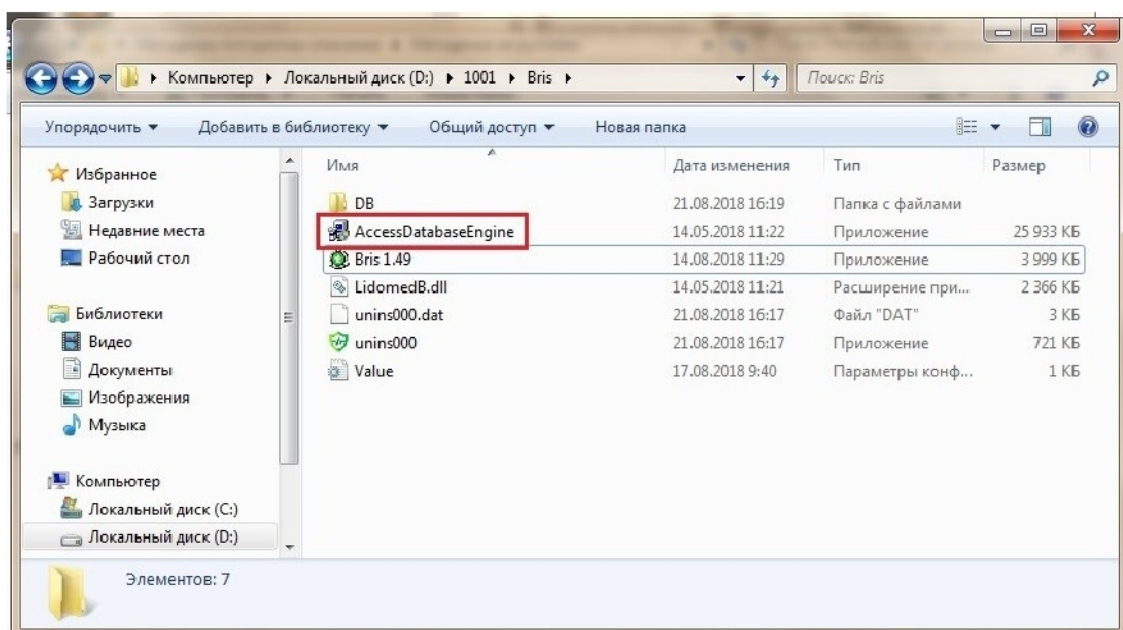 Компьютер ▸ Локальный диск (D:) ▸ 1001 ▸ Bris ▸ Поиск: Bris
Упорядочить Добавить в библиотеку Общий доступ Новая папка
Избранное
Загрузки
Недавние места
Рабочий стол
Библиотеки
Видео
Документы
Изображения
Музыка
Компьютер
Локальный диск (C:)
Локальный диск (D:)
Имя Дата изменения Тип Размер
DB 21.08.2018 16:19 Папка с файлами
AccessDatabaseEngine 14.05.2018 11:22 Приложение 25 933 КБ
Bris 1.49 14.08.2018 11:29 Приложение 3 999 КБ
LidomedB.dll 14.05.2018 11:21 Расширение при... 2 366 КБ
unins000.dat 21.08.2018 16:17 Файл "DAT" 3 КБ
unins000 21.08.2018 16:17 Приложение 721 КБ
Value 17.08.2018 9:40 Параметры конф... 1 КБ
Элементов: 7